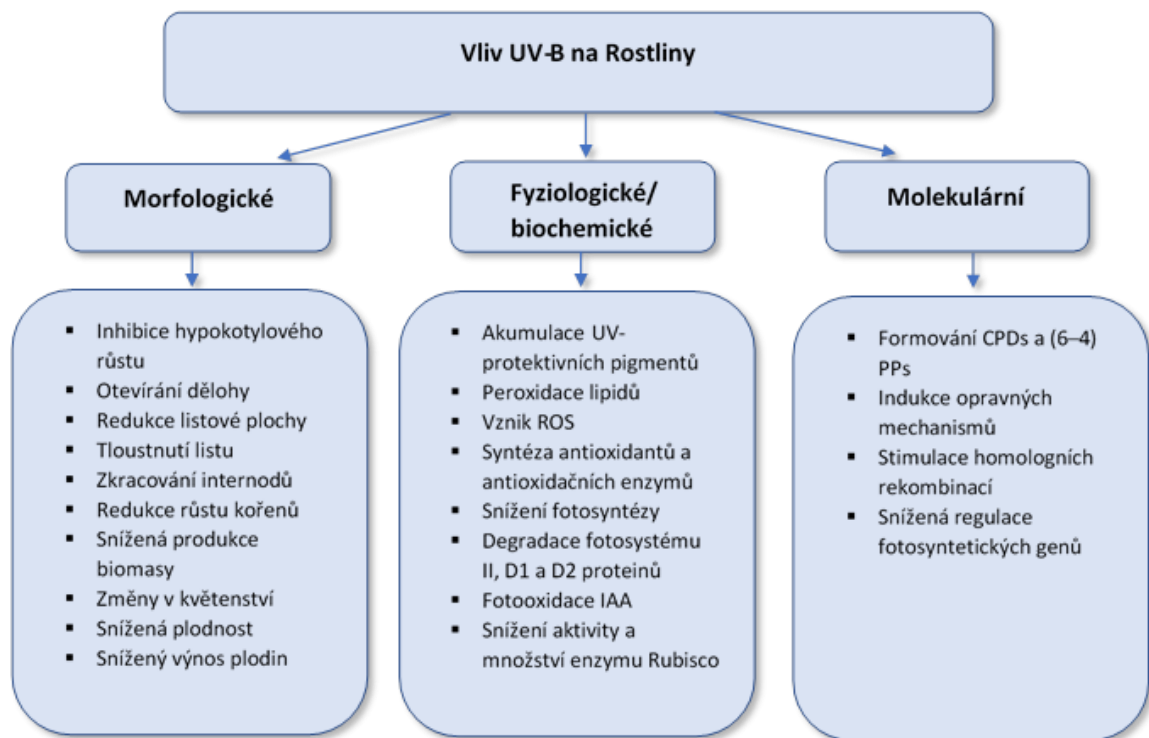 Vliv UV-B na Rostliny
Morfologické
Inhibice hypokotylového
růstu
Otevírání dělohy
Redukce listové plochy
Tloustnutí listu
Zkracování internodů
Redukce růstu kořenů
Snížená produkce
biomasy
Změny v květenství
Snížená plodnost
Snížený výnos plodin
Fyziologické/
biochemické
Akumulace UV-
protektivních pigmentů
Peroxidace lipidů
Vznik ROS
Syntéza antioxidantů a
antioxidačních enzymů
Snížení fotosyntézy
Degradace fotosystému
II, D1 a D2 proteinů
Fotooxidace IAA
Snížení aktivity a
množství enzymu Rubisco
Molekulární
Formování CPDs a (6–4)
PPs
Indukce opravných
mechanismů
Stimulace homologních
rekombinací
Snížená regulace
fotosyntetických genů